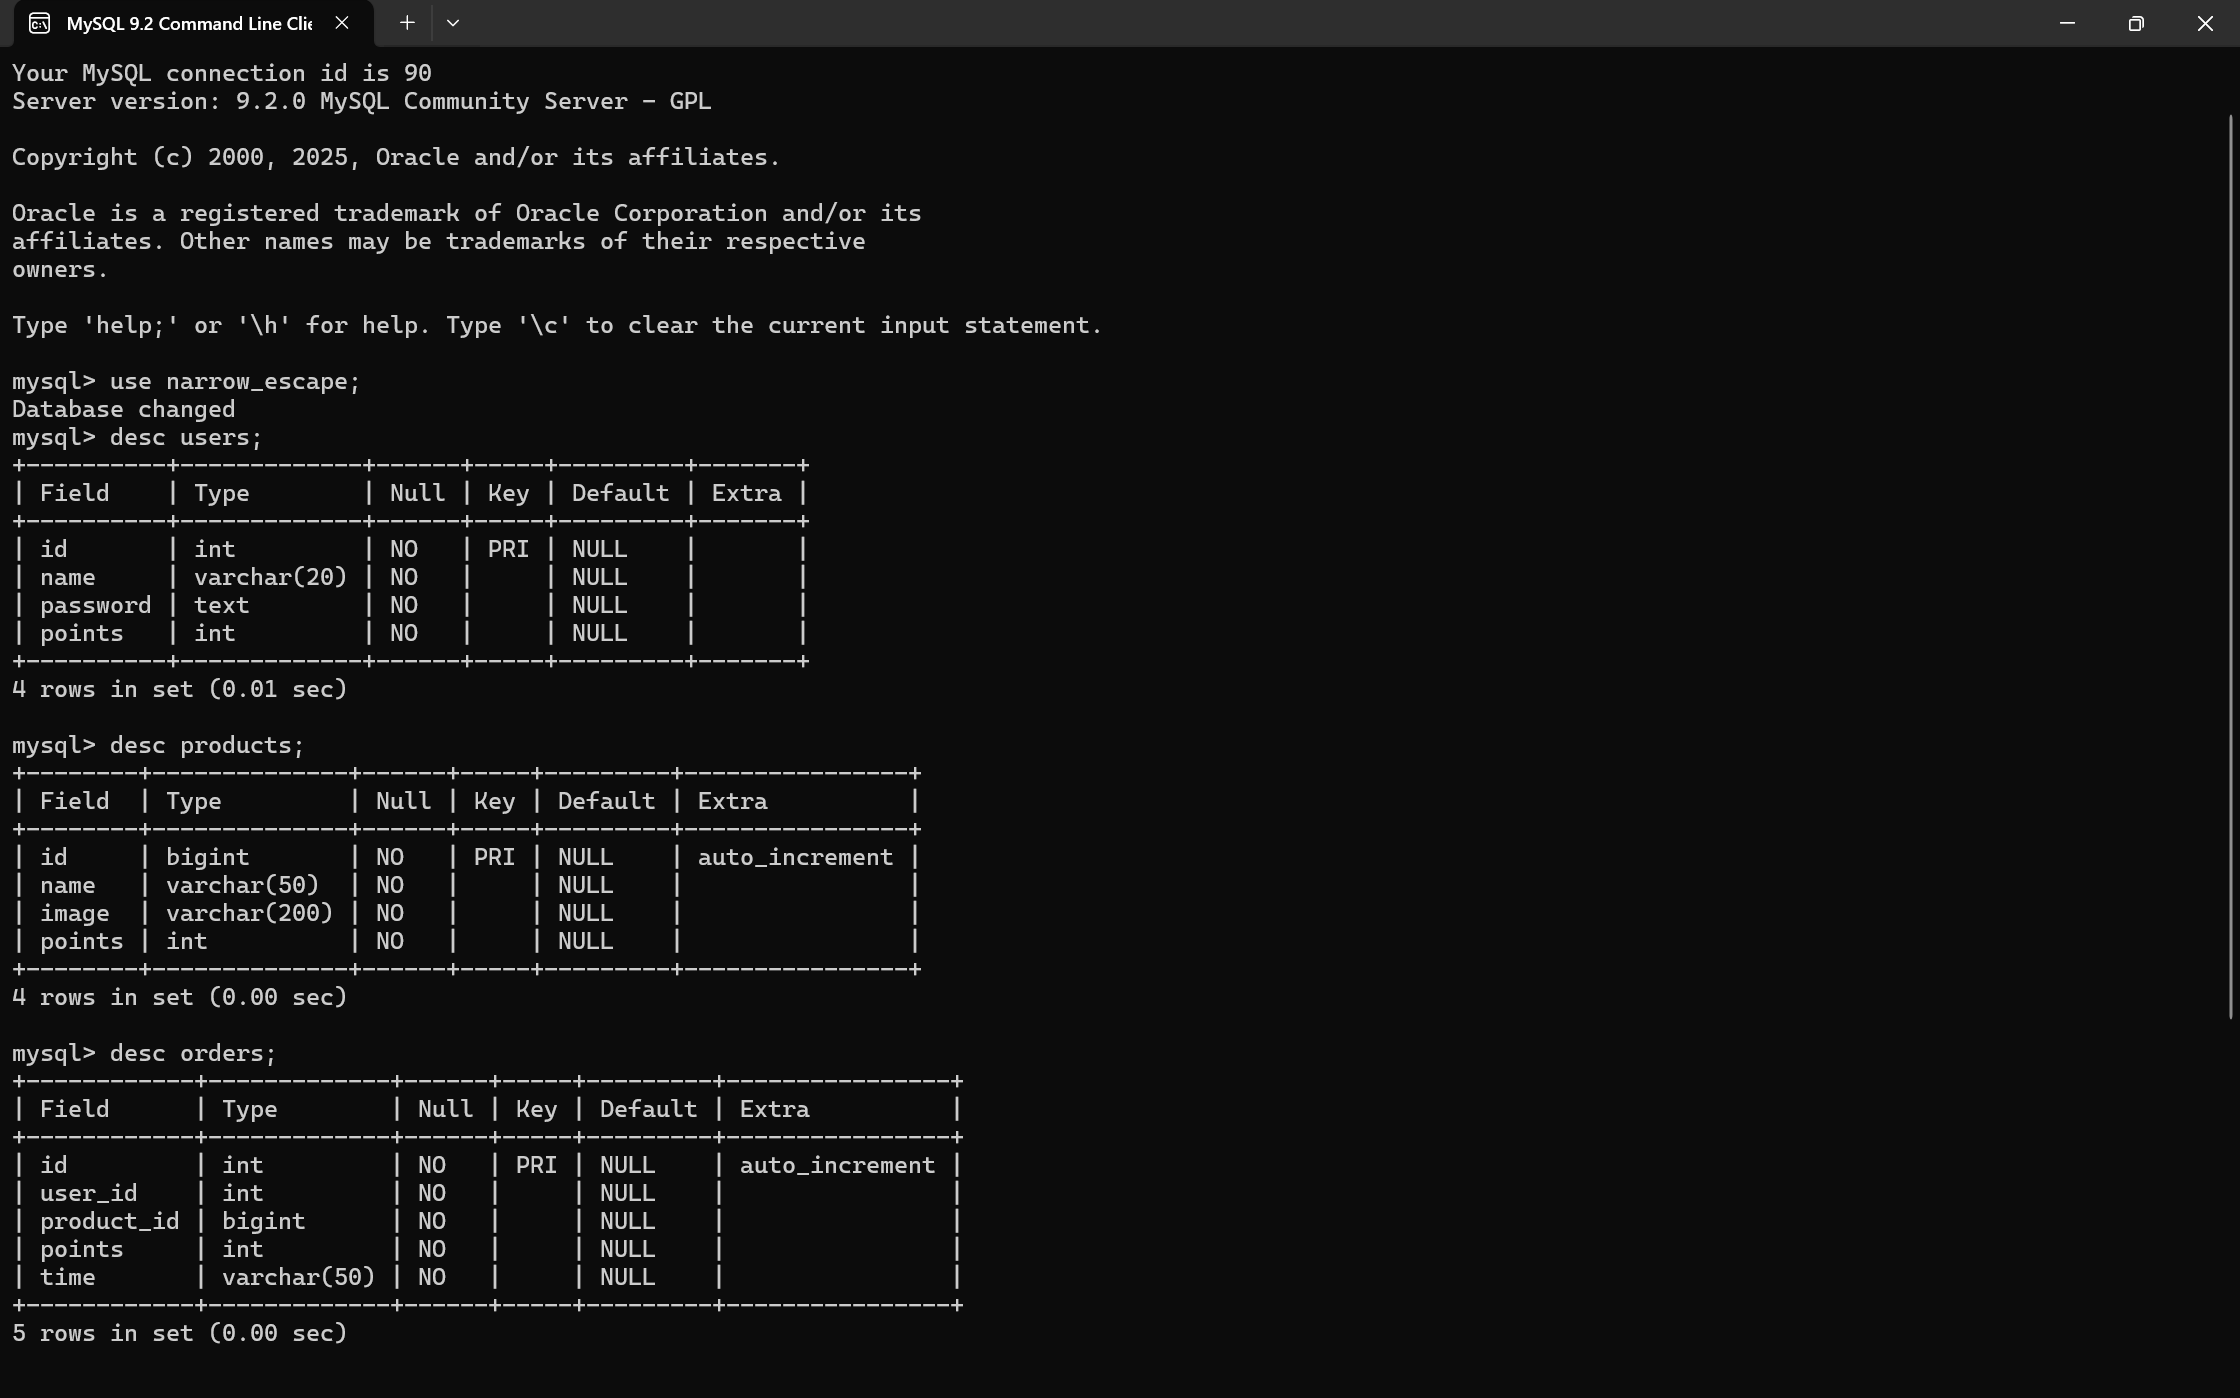 MySQL 9.2 Command Line Clie
Your MySQL connection id is 90
Server version: 9.2.0 MySQL Community Server - GPL
Copyright (c) 2000, 2025, Oracle and/or its affiliates.
Oracle is a registered trademark of Oracle Corporation and/or its
affiliates. Other names may be trademarks of their respective
owners.
Type 'help;' or '\h' for help. Type '\c' to clear the current input statement.
mysql> use narrow_escape;
Database changed
mysql> desc users;
+----------+-------------+------+-----+---------+-------+
| Field    | Type        | Null | Key | Default | Extra |
+----------+-------------+------+-----+---------+-------+
| id       | int         | NO   | PRI | NULL    |       |
| name     | varchar(20) | NO   |     | NULL    |       |
| password | text        | NO   |     | NULL    |       |
| points   | int         | NO   |     | NULL    |       |
+----------+-------------+------+-----+---------+-------+
4 rows in set (0.01 sec)
mysql> desc products;
+--------+--------------+------+-----+---------+----------------+
| Field  | Type         | Null | Key | Default | Extra          |
+--------+--------------+------+-----+---------+----------------+
| id     | bigint       | NO   | PRI | NULL    | auto_increment |
| name   | varchar(50)  | NO   |     | NULL    |                |
| image  | varchar(200) | NO   |     | NULL    |                |
| points | int          | NO   |     | NULL    |                |
+--------+--------------+------+-----+---------+----------------+
4 rows in set (0.00 sec)
mysql> desc orders;
+------------+-------------+------+-----+---------+----------------+
| Field      | Type        | Null | Key | Default | Extra          |
+------------+-------------+------+-----+---------+----------------+
| id         | int         | NO   | PRI | NULL    | auto_increment |
| user_id    | int         | NO   |     | NULL    |                |
| product_id | bigint      | NO   |     | NULL    |                |
| points     | int         | NO   |     | NULL    |                |
| time       | varchar(50) | NO   |     | NULL    |                |
+------------+-------------+------+-----+---------+----------------+
5 rows in set (0.00 sec)